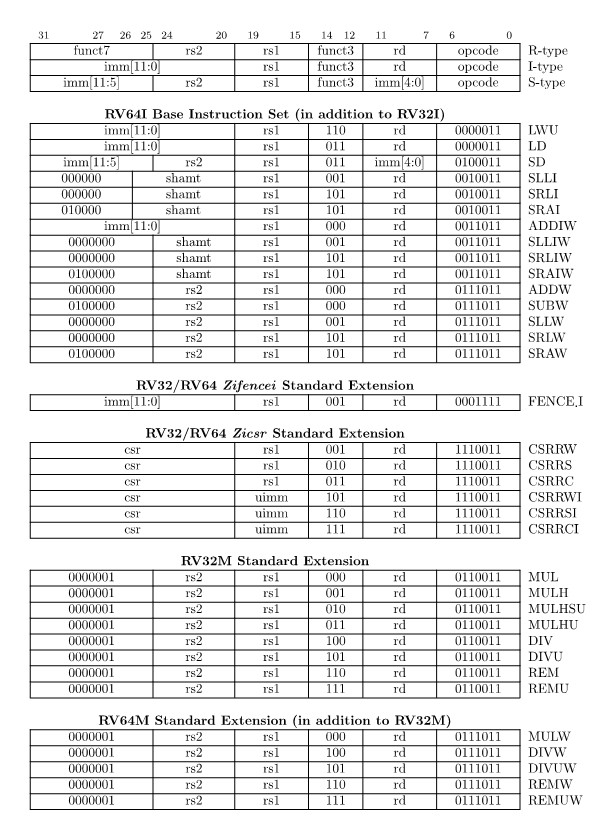 31 27 26 25 24 20 19 15 14 12 11 7 6 0
funct7 rs2 rs1 funct3 rd opcode R-type
imm[11:0] rs1 funct3 rd opcode I-type
imm[11:5] rs2 rs1 funct3 imm[4:0] opcode S-type
RV64I Base Instruction Set (in addition to RV32I)
imm[11:0] rs1 110 rd 0000011 LWU
imm[11:0] rs1 011 rd 0000011 LD
imm[11:5] rs2 rs1 011 imm[4:0] 0100011 SD
000000 shamt rs1 001 rd 0010011 SLLI
000000 shamt rs1 101 rd 0010011 SRLI
010000 shamt rs1 101 rd 0010011 SRAI
imm[11:0] rs1 000 rd 0011011 ADDIW
0000000 shamt rs1 001 rd 0011011 SLLIW
0000000 shamt rs1 101 rd 0011011 SRLIW
0100000 shamt rs1 101 rd 0011011 SRAIW
0000000 rs2 rs1 000 rd 0111011 ADDW
0100000 rs2 rs1 000 rd 0111011 SUBW
0000000 rs2 rs1 001 rd 0111011 SLLW
0000000 rs2 rs1 101 rd 0111011 SRLW
0100000 rs2 rs1 101 rd 0111011 SRAW
RV32/RV64 Zifencei Standard Extension
imm[11:0] rs1 001 rd 0001111 FENCE.I
RV32/RV64 Zicsr Standard Extension
csr rs1 001 rd 1110011 CSRRW
csr rs1 010 rd 1110011 CSRRS
csr rs1 011 rd 1110011 CSRRC
csr uimm 101 rd 1110011 CSRRWI
csr uimm 110 rd 1110011 CSRRSI
csr uimm 111 rd 1110011 CSRRCI
RV32M Standard Extension
0000001 rs2 rs1 000 rd 0110011 MUL
0000001 rs2 rs1 001 rd 0110011 MULH
0000001 rs2 rs1 010 rd 0110011 MULHSU
0000001 rs2 rs1 011 rd 0110011 MULHU
0000001 rs2 rs1 100 rd 0110011 DIV
0000001 rs2 rs1 101 rd 0110011 DIVU
0000001 rs2 rs1 110 rd 0110011 REM
0000001 rs2 rs1 111 rd 0110011 REMU
RV64M Standard Extension (in addition to RV32M)
0000001 rs2 rs1 000 rd 0111011 MULW
0000001 rs2 rs1 100 rd 0111011 DIVW
0000001 rs2 rs1 101 rd 0111011 DIVUW
0000001 rs2 rs1 110 rd 0111011 REMW
0000001 rs2 rs1 111 rd 0111011 REMUW